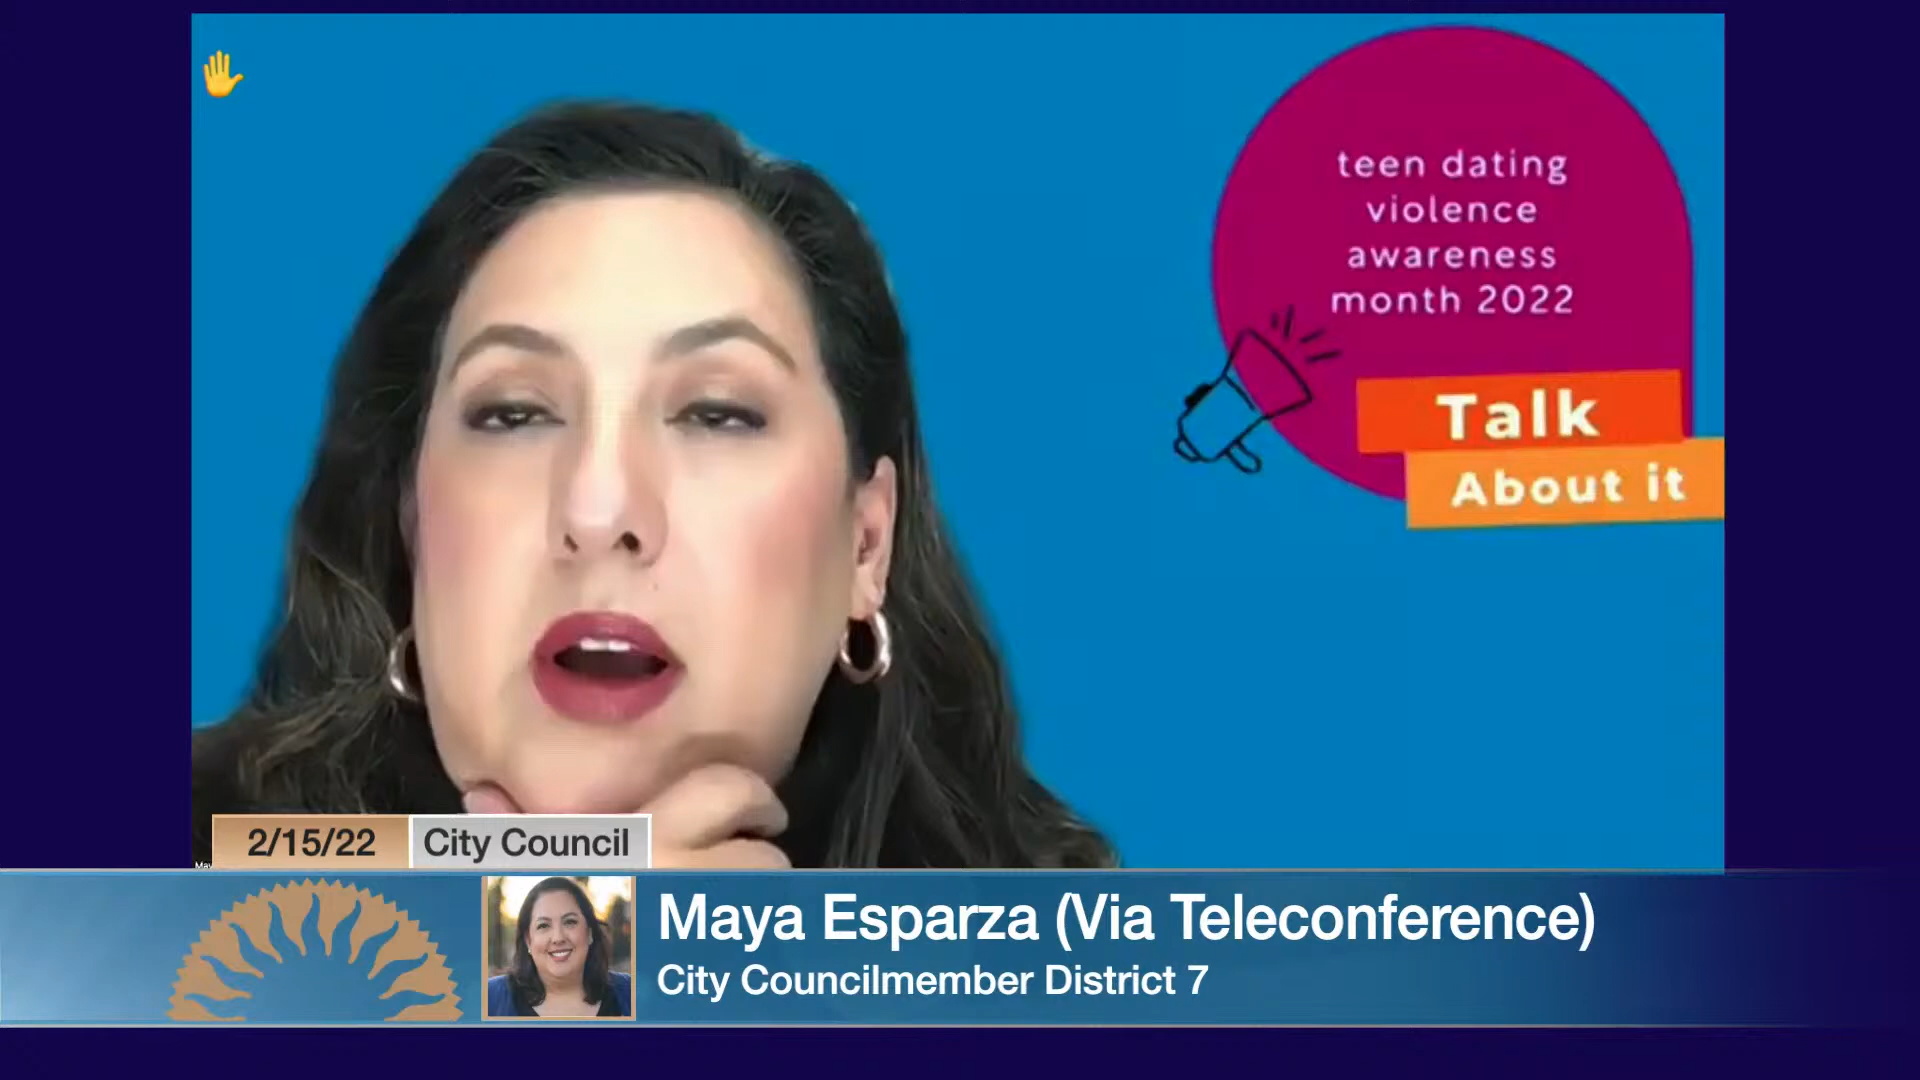 teen dating
violence
awareness
month 2022
Talk
About it
2/15/22 City Council
Maya Esparza (Via Teleconference)
City Councilmember District 7